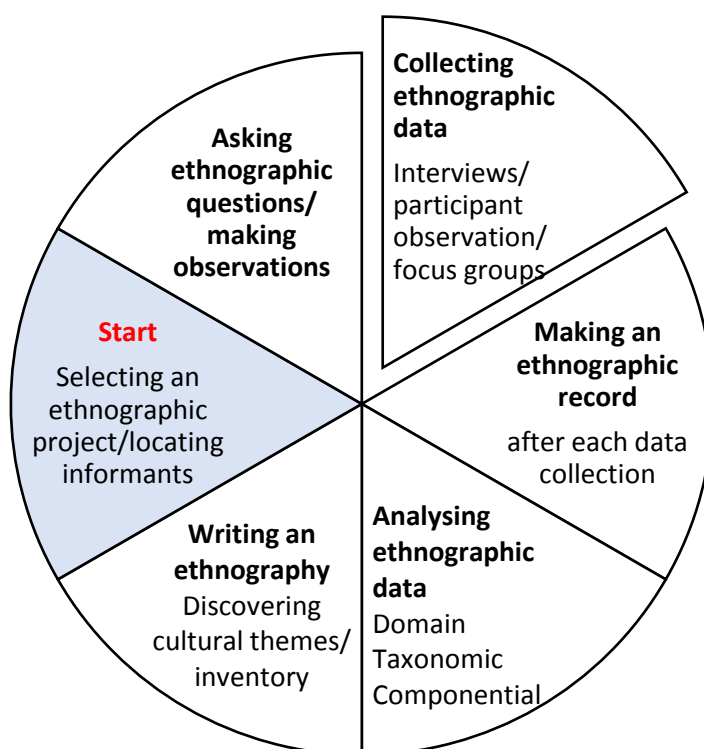 Start
Selecting an
ethnographic
project/locating
informants
Asking
ethnographic
questions/
making
observations
Collecting
ethnographic
data
Interviews/
participant
observation/
focus groups
Making an
ethnographic
record
after each data
collection
Analysing
ethnographic
data
Domain
Taxonomic
Componential
Writing an
ethnography
Discovering
cultural themes/
inventory